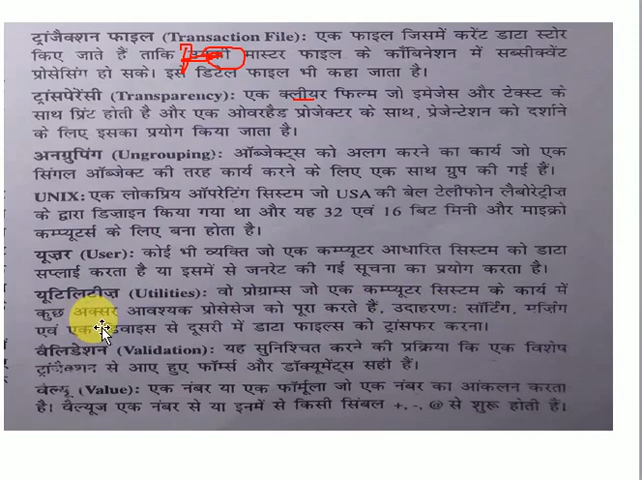 ट्रांजैक्शन फाइल (Transaction File): एक फाइल जिसमें करेंट डाटा स्टोर
किए जाते हैं ताकि मास्टर फाइल के कॉंबिनेशन में सब्सीक्वेंट
प्रोसेसिंग हो सके। इसे डिटेल फाइल भी कहा जाता है।
ट्रांसपेरेंसी (Transparency): एक क्लीयर फिल्म जो इमेजेस और टेक्स्ट के
साथ प्रिंट होती है और एक ओवरहैड प्रोजेक्टर के साथ, प्रेजेन्टेशन को दर्शाने
के लिए इसका प्रयोग किया जाता है।
अनग्रुपिंग (Ungrouping): ऑब्जेक्ट्स को अलग करने का कार्य जो एक
सिंगल ऑब्जेक्ट की तरह कार्य करने के लिए एक साथ ग्रुप की गई हैं।
UNIX: एक लोकप्रिय ऑपरेटिंग सिस्टम जो USA की बेल टेलीफोन लैबोरेट्रीज़
के द्वारा डिजाइन किया गया था और यह 32 एवं 16 बिट मिनी और माइक्रो
कम्प्यूटर्स के लिए बना होता है।
यूज़र (User): कोई भी व्यक्ति जो एक कम्प्यूटर आधारित सिस्टम को डाटा
सप्लाई करता है या इसमें से जनरेट की गई सूचना का प्रयोग करता है।
यूटिलिटीज़ (Utilities): वो प्रोग्राम्स जो एक कम्प्यूटर सिस्टम के कार्य में
कुछ अक्सर आवश्यक प्रोसेसेज को पूरा करते हैं, उदाहरण: सॉर्टिंग, मर्जिंग
एवं एक डिवाइस से दूसरी में डाटा फाइल्स को ट्रांसफर करना।
वैलिडेशन (Validation): यह सुनिश्चित करने की प्रक्रिया कि एक विशेष
ट्रांजैक्शन से आए हुए फॉर्म्स और डॉक्यूमेंट्स सही हैं।
वेल्यू (Value): एक नंबर या एक फॉर्मूला जो एक नंबर का आंकलन करता
है। वैल्यूज एक नंबर से या इनमें से किसी सिंबल +, -, @ से शुरू होती हैं।